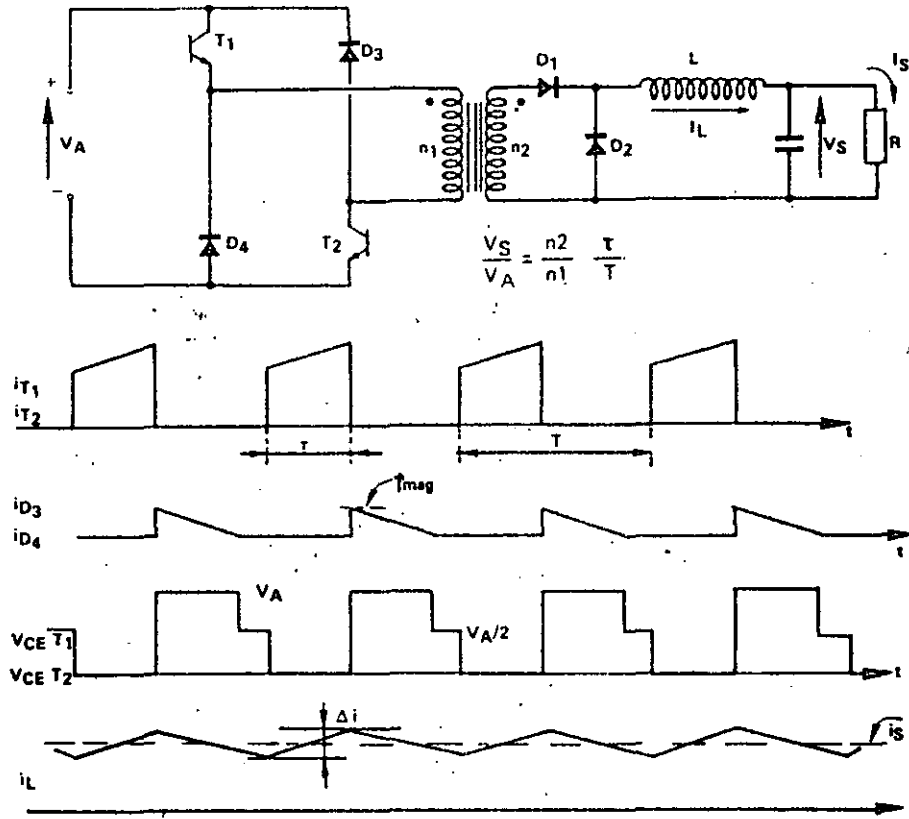 T1
D3
D1
L
IS
+
VA
n1
n2
IL
D2
VS
R
−
D4
T2
VS/VA = n2/n1 τ/T
iT1
iT2
t
τ
T
Imag
iD3
iD4
t
VA
VCE T1
VA/2
VCE T2
t
Δi
iS
iL